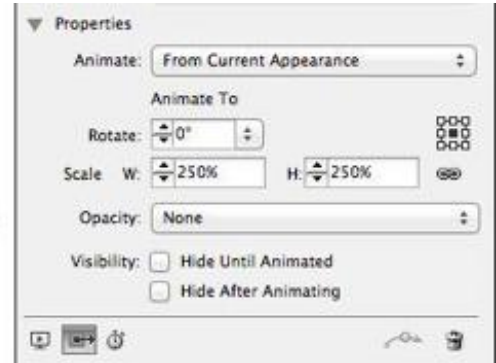 Properties
Animate: From Current Appearance
Animate To
Rotate: 0°
Scale W: 250% H: 250%
Opacity: None
Visibility: Hide Until Animated
Hide After Animating